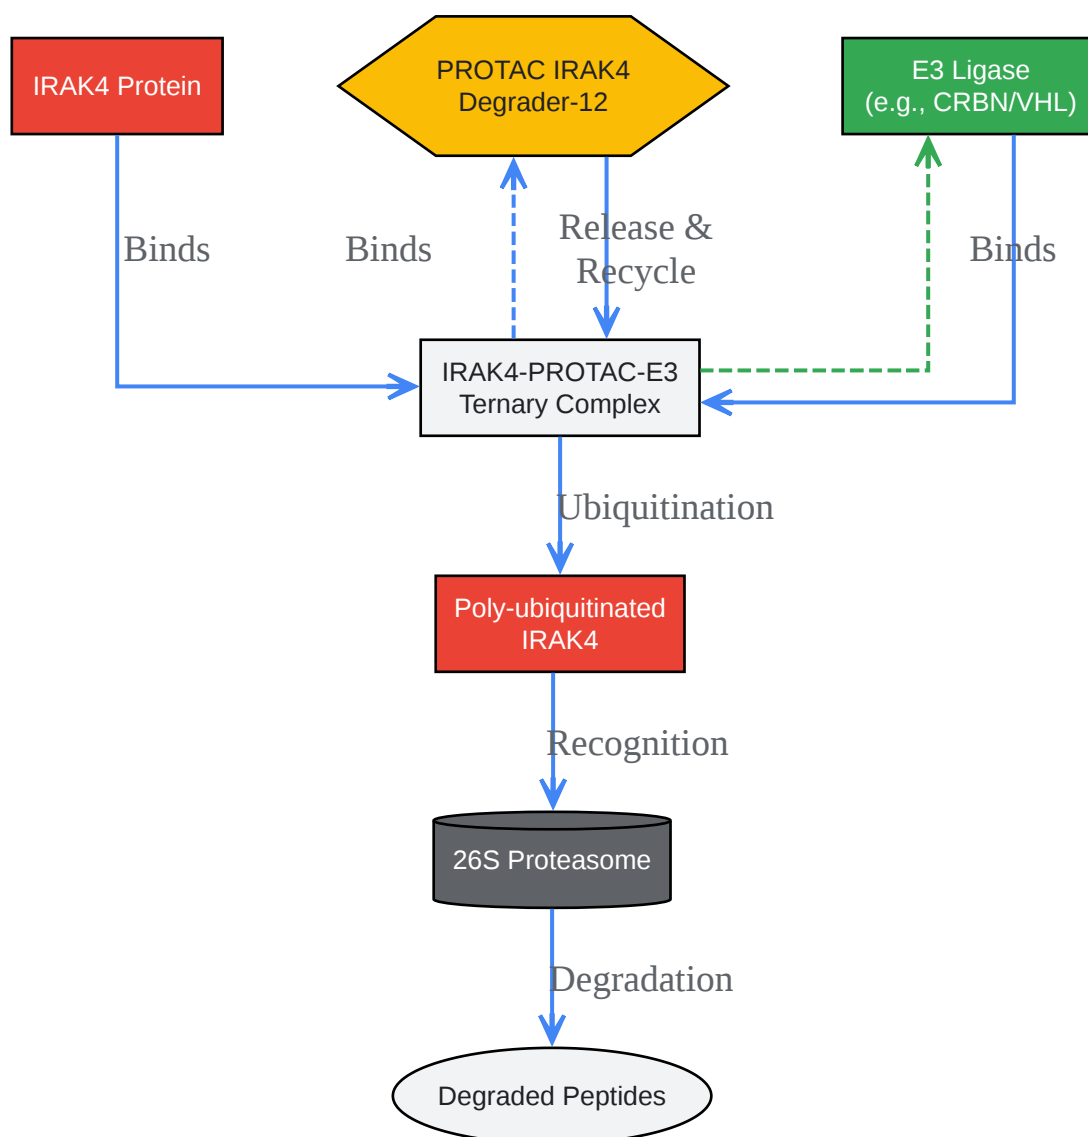 IRAK4 Protein
PROTAC IRAK4
Degrader-12
E3 Ligase
(e.g., CRBN/VHL)
Binds
Binds
Release &
Recycle
Binds
IRAK4-PROTAC-E3
Ternary Complex
Ubiquitination
Poly-ubiquitinated
IRAK4
Recognition
26S Proteasome
Degradation
Degraded Peptides